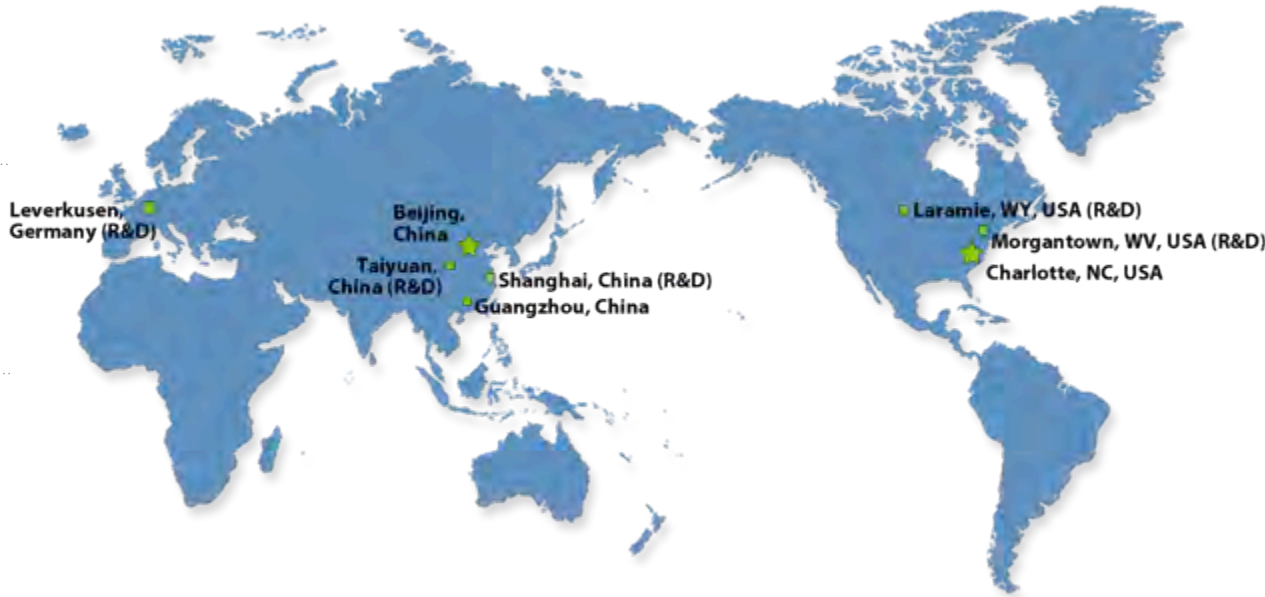 Leverkusen,
Germany (R&D)
Beijing,
China
Taiyuan,
China (R&D)
Shanghai, China (R&D)
Guangzhou, China
Laramie, WY, USA (R&D)
Morgantown, WV, USA (R&D)
Charlotte, NC, USA